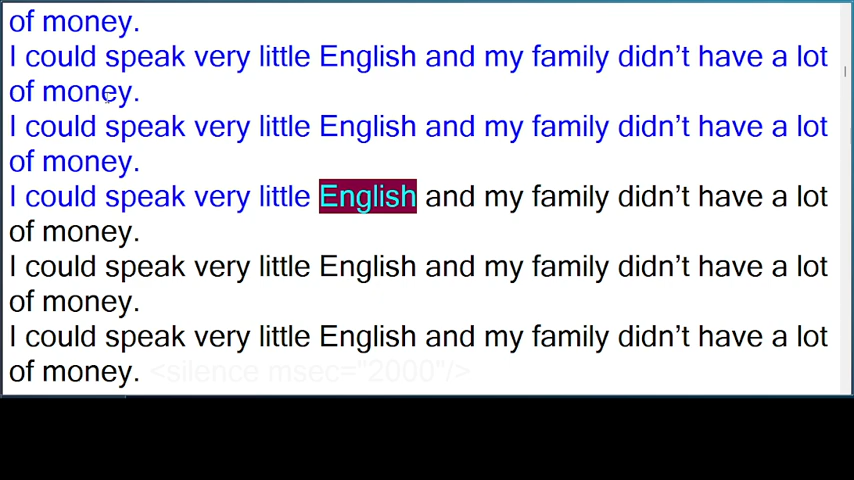 of money.
I could speak very little English and my family didn't have a lot
of money.
I could speak very little English and my family didn't have a lot
of money.
I could speak very little English and my family didn't have a lot
of money.
I could speak very little English and my family didn't have a lot
of money.
I could speak very little English and my family didn't have a lot
of money. <silence msec="2000"/>